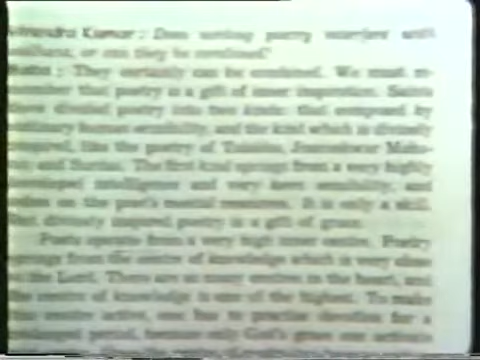 Kumar : Does writing poetry interfere with
or can they be combined?
: They certainly can be combined. We must re-
member that poetry is a gift of inner inspiration. Saints
have divided poetry into two kinds: that composed by
ordinary human sensibility, and the kind which is divinely
inspired, like the poetry of Tulsidas, Jnaneshwar Maha-
raj and Surdas. The first kind springs from a very highly
developed intelligence and very keen sensibility, and
relies on the poet's mental resources. It is only a skill.
But divinely inspired poetry is a gift of grace.
Poets operate from a very high inner centre. Poetry
springs from the centre of knowledge which is very close
to the Lord. There are so many centres in the heart, and
the centre of knowledge is one of the highest. To make
centre active, one has to practise devotion for a
period, because only God's grace can activate